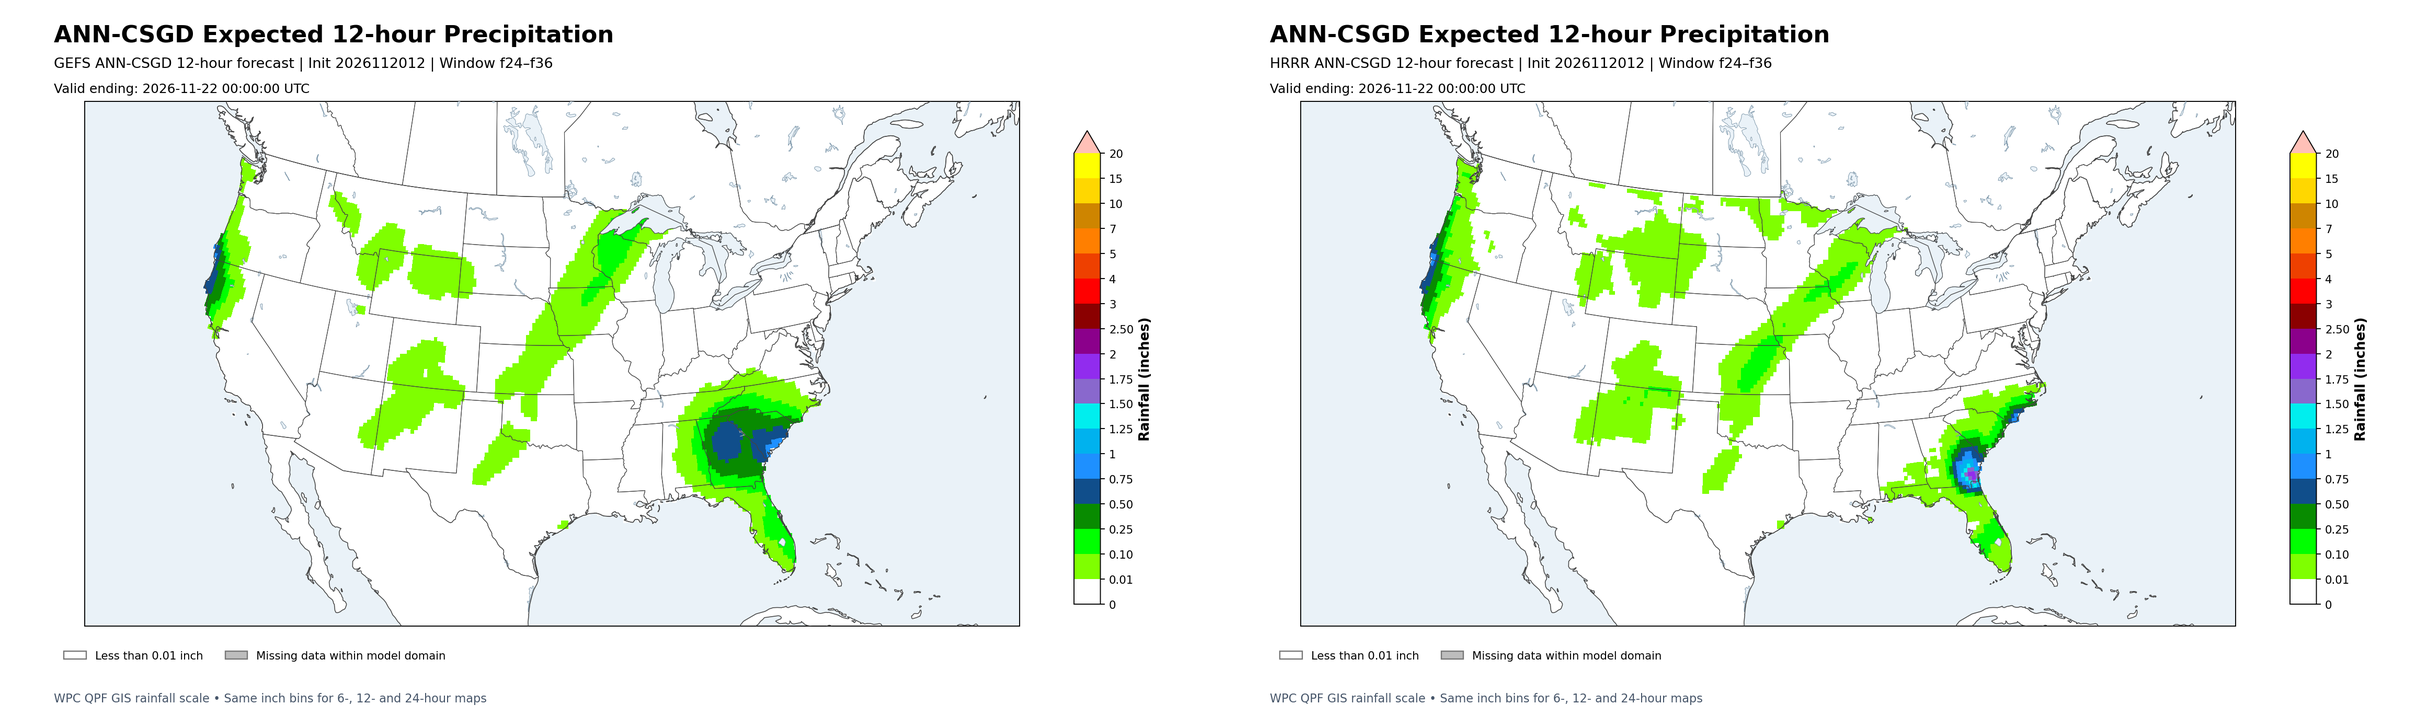 ANN-CSGD Expected 12-hour Precipitation
GEFS ANN-CSGD 12-hour forecast | Init 2026112012 | Window f24–f36
Valid ending: 2026-11-22 00:00:00 UTC
20
15
10
7
5
4
3
2.50
2
1.75
1.50
1.25
1
0.75
0.50
0.25
0.10
0.01
0
Rainfall (inches)
Less than 0.01 inch
Missing data within model domain
WPC QPF GIS rainfall scale • Same inch bins for 6-, 12- and 24-hour maps
ANN-CSGD Expected 12-hour Precipitation
HRRR ANN-CSGD 12-hour forecast | Init 2026112012 | Window f24–f36
Valid ending: 2026-11-22 00:00:00 UTC
20
15
10
7
5
4
3
2.50
2
1.75
1.50
1.25
1
0.75
0.50
0.25
0.10
0.01
0
Rainfall (inches)
Less than 0.01 inch
Missing data within model domain
WPC QPF GIS rainfall scale • Same inch bins for 6-, 12- and 24-hour maps